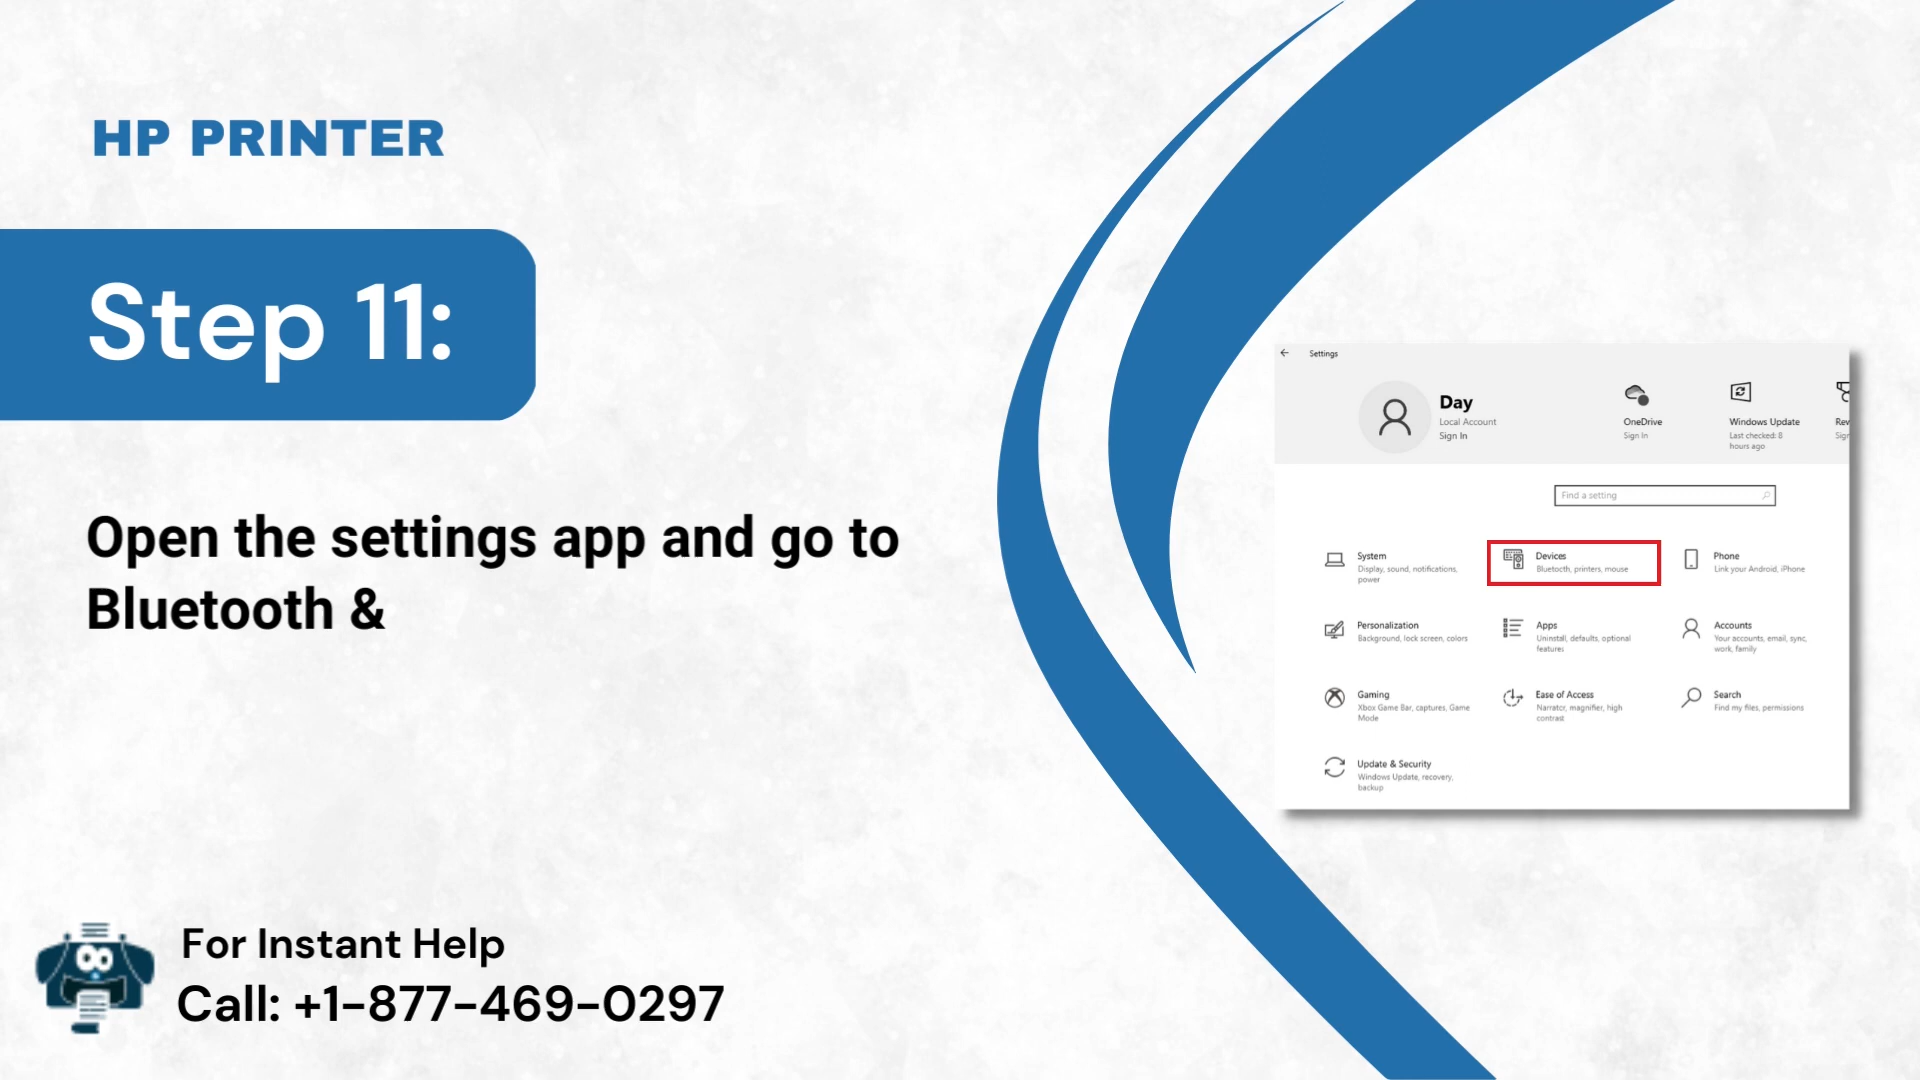 HP PRINTER
Step 11:
Open the settings app and go to
Bluetooth &
For Instant Help
Call: +1-877-469-0297
Settings
Day
Local Account
Sign In
OneDrive
Sign In
Windows Update
Last checked: 8
hours ago
Rev
Sign
Find a setting
System
Display, sound, notifications,
power
Devices
Bluetooth, printers, mouse
Phone
Link your Android, iPhone
Personalization
Background, lock screen, colors
Apps
Uninstall, defaults, optional
features
Accounts
Your accounts, email, sync,
work, family
Gaming
Xbox Game Bar, captures, Game
Mode
Ease of Access
Narrator, magnifier, high
contrast
Search
Find my files, permissions
Update & Security
Windows Update, recovery,
backup